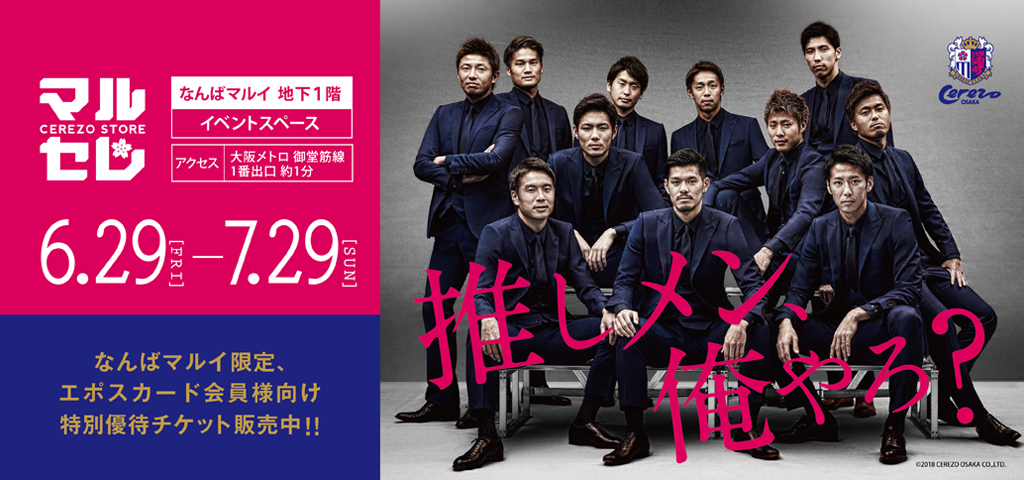 マル
CEREZO STORE
セレ
なんばマルイ 地下1階
イベントスペース
アクセス
大阪メトロ 御堂筋線
1番出口 約1分
6.29[FRI]—7.29[SUN]
なんばマルイ限定、
エポスカード会員様向け
特別優待チケット販売中!!
Cerezo
OSAKA
推しメン、
俺やろ?
©2018 CEREZO OSAKA CO.,LTD.